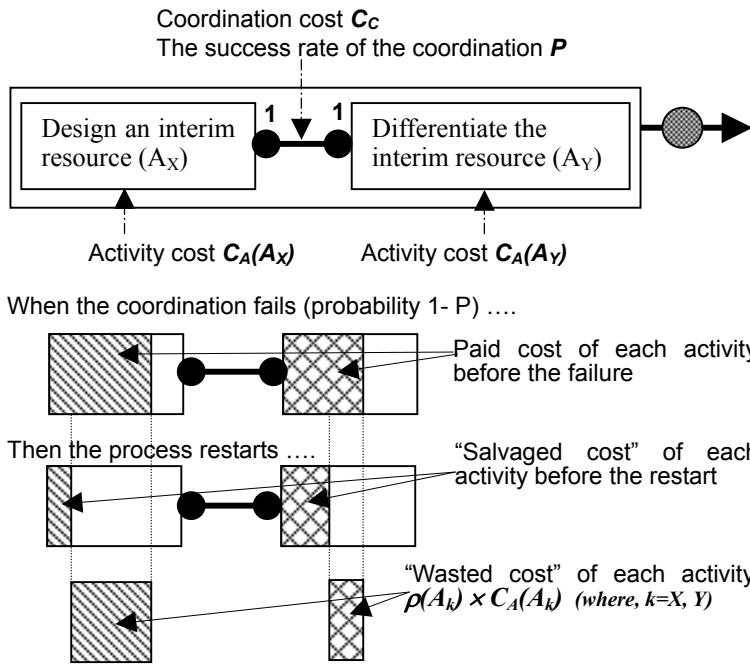 Coordination cost C_C
The success rate of the coordination P
1 1
Design an interim
resource (A_X)
Differentiate the
interim resource (A_Y)
Activity cost C_A(A_X)
Activity cost C_A(A_Y)
When the coordination fails (probability 1- P) ….
Paid cost of each activity
before the failure
Then the process restarts ….
“Salvaged cost” of each
activity before the restart
“Wasted cost” of each activity
ρ(A_k) × C_A(A_k) (where, k=X, Y)